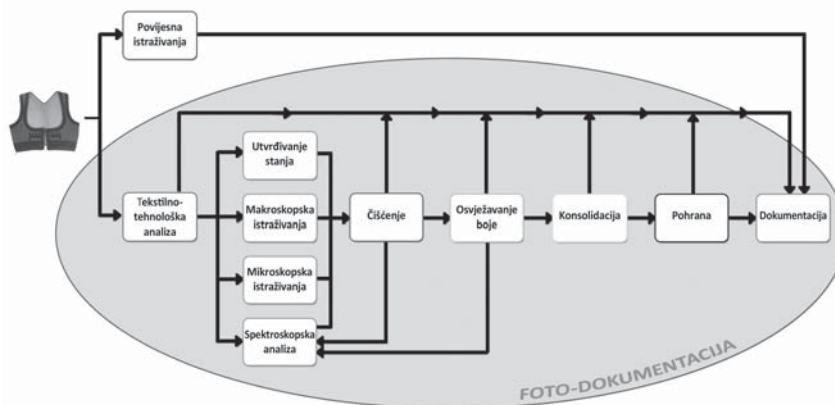 Povijesna
istraživanja
Utvrđivanje
stanja
Tekstilno-
tehnološka
analiza
Makroskopska
istraživanja
Čišćenje
Osvježavanje
boje
Konsolidacija
Pohrana
Dokumentacija
Mikroskopska
istraživanja
Spektroskopska
analiza
FOTO-DOKUMENTACIJA